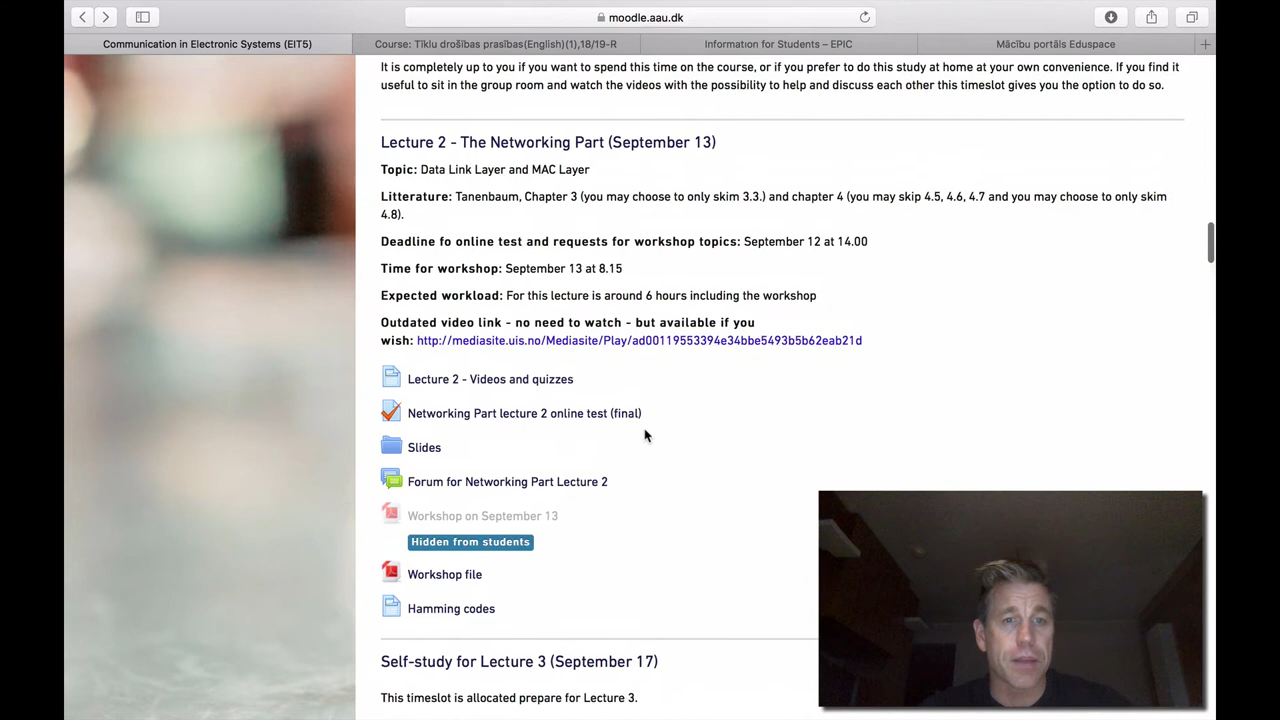 moodle.aau.dk
Communication in Electronic Systems (EIT5)
Course: Tīklu drošības prasības(English)(1),18/19-R
Information for Students – EPIC
Mācību portāls Eduspace
It is completely up to you if you want to spend this time on the course, or if you prefer to do this study at home at your own convenience. If you find it
useful to sit in the group room and watch the videos with the possibility to help and discuss each other this timeslot gives you the option to do so.
Lecture 2 - The Networking Part (September 13)
Topic: Data Link Layer and MAC Layer
Litterature: Tanenbaum, Chapter 3 (you may choose to only skim 3.3.) and chapter 4 (you may skip 4.5, 4.6, 4.7 and you may choose to only skim
4.8).
Deadline fo online test and requests for workshop topics: September 12 at 14.00
Time for workshop: September 13 at 8.15
Expected workload: For this lecture is around 6 hours including the workshop
Outdated video link - no need to watch - but available if you
wish: http://mediasite.uis.no/Mediasite/Play/ad00119553394e34bbe5493b5b62eab21d
Lecture 2 - Videos and quizzes
Networking Part lecture 2 online test (final)
Slides
Forum for Networking Part Lecture 2
Workshop on September 13
Hidden from students
Workshop file
Hamming codes
Self-study for Lecture 3 (September 17)
This timeslot is allocated prepare for Lecture 3.